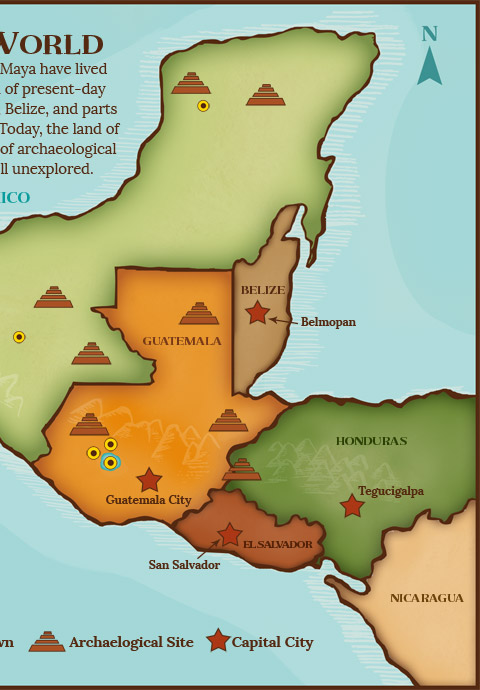 World
Maya have lived
of present-day
, Belize, and parts
Today, the land of
of archaeological
ll unexplored.
ICO
N
BELIZE
Belmopan
GUATEMALA
HONDURAS
Tegucigalpa
Guatemala City
EL SALVADOR
San Salvador
NICARAGUA
wn Archaelogical Site Capital City